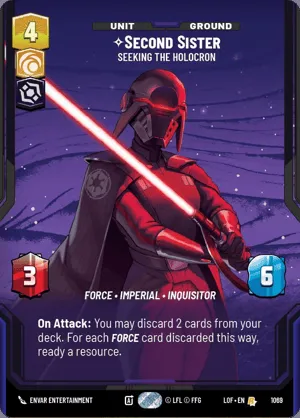 UNIT GROUND
4
SECOND SISTER
SEEKING THE HOLOCRON
3
6
FORCE • IMPERIAL • INQUISITOR
On Attack: You may discard 2 cards from your
deck. For each FORCE card discarded this way,
ready a resource.
ENVAR ENTERTAINMENT © LFL © FFG LOF • EN 1069